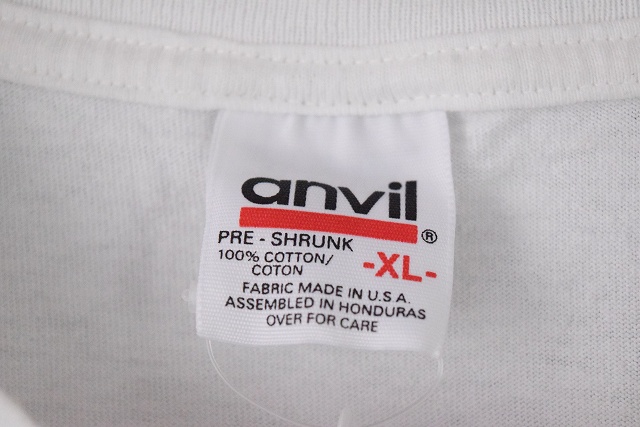 anvil®
PRE - SHRUNK
100% COTTON/
COTON
-XL-
FABRIC MADE IN U.S.A.
ASSEMBLED IN HONDURAS
OVER FOR CARE